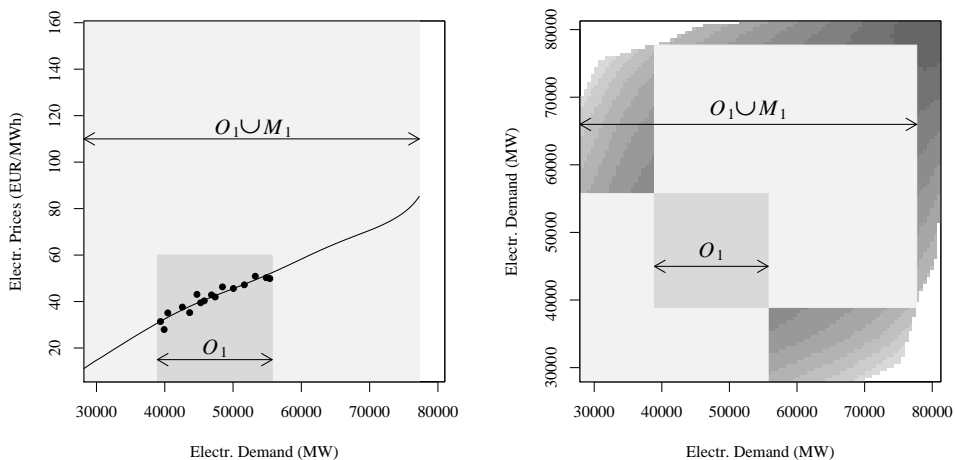 160
140
120
100
80
60
40
20
Electr. Prices (EUR/MWh)
O₁∪M₁
O₁
30000 40000 50000 60000 70000 80000
Electr. Demand (MW)
80000
70000
60000
50000
40000
30000
Electr. Demand (MW)
O₁∪M₁
O₁
30000 40000 50000 60000 70000 80000
Electr. Demand (MW)